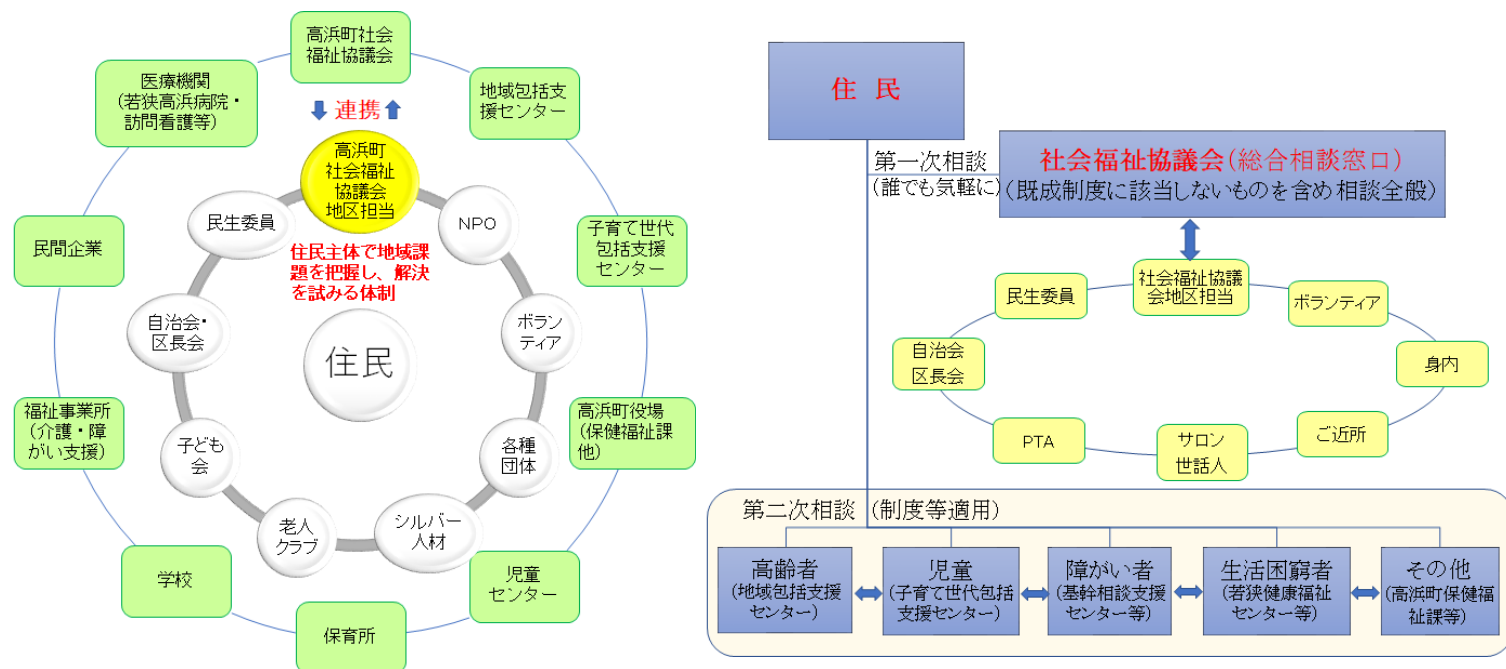 高浜町社会
福祉協議会
医療機関
(若狭高浜病院・
訪問看護等)
地域包括支
援センター
連携
高浜町
社会福祉
協議会
地区担当
民生委員
NPO
民間企業
子育て世代
包括支援
センター
住民主体で地域課
題を把握し、解決
を試みる体制
自治会・
区長会
ボラン
ティア
住民
福祉事業所
(介護・障
がい支援)
高浜町役場
(保健福祉課
他)
子ども
会
各種
団体
老人
クラブ
シルバー
人材
学校
児童
センター
保育所
住 民
第一次相談
(誰でも気軽に)
社会福祉協議会(総合相談窓口)
(既成制度に該当しないものを含め相談全般)
民生委員
社会福祉協議
会地区担当
ボランティア
自治会
区長会
身内
PTA
サロン
世話人
ご近所
第二次相談 (制度等適用)
高齢者
(地域包括支援
センター)
児童
(子育て世代包括
支援センター)
障がい者
(基幹相談支援
センター等)
生活困窮者
(若狭健康福祉
センター等)
その他
(高浜町保健福
祉課等)